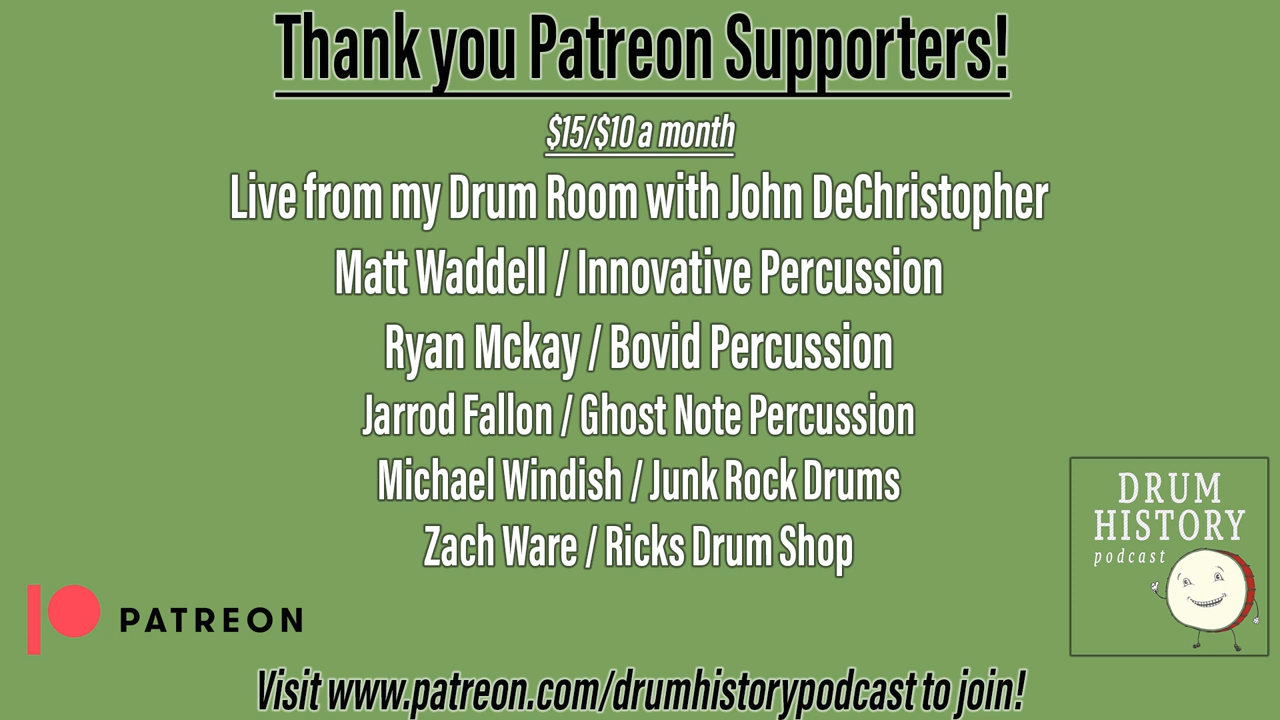 Thank you Patreon Supporters!
$15/$10 a month
Live from my Drum Room with John DeChristopher
Matt Waddell / Innovative Percussion
Ryan Mckay / Bovid Percussion
Jarrod Fallon / Ghost Note Percussion
Michael Windish / Junk Rock Drums
Zach Ware / Ricks Drum Shop
DRUM
HISTORY
podcast
PATREON
Visit www.patreon.com/drumhistorypodcast to join!